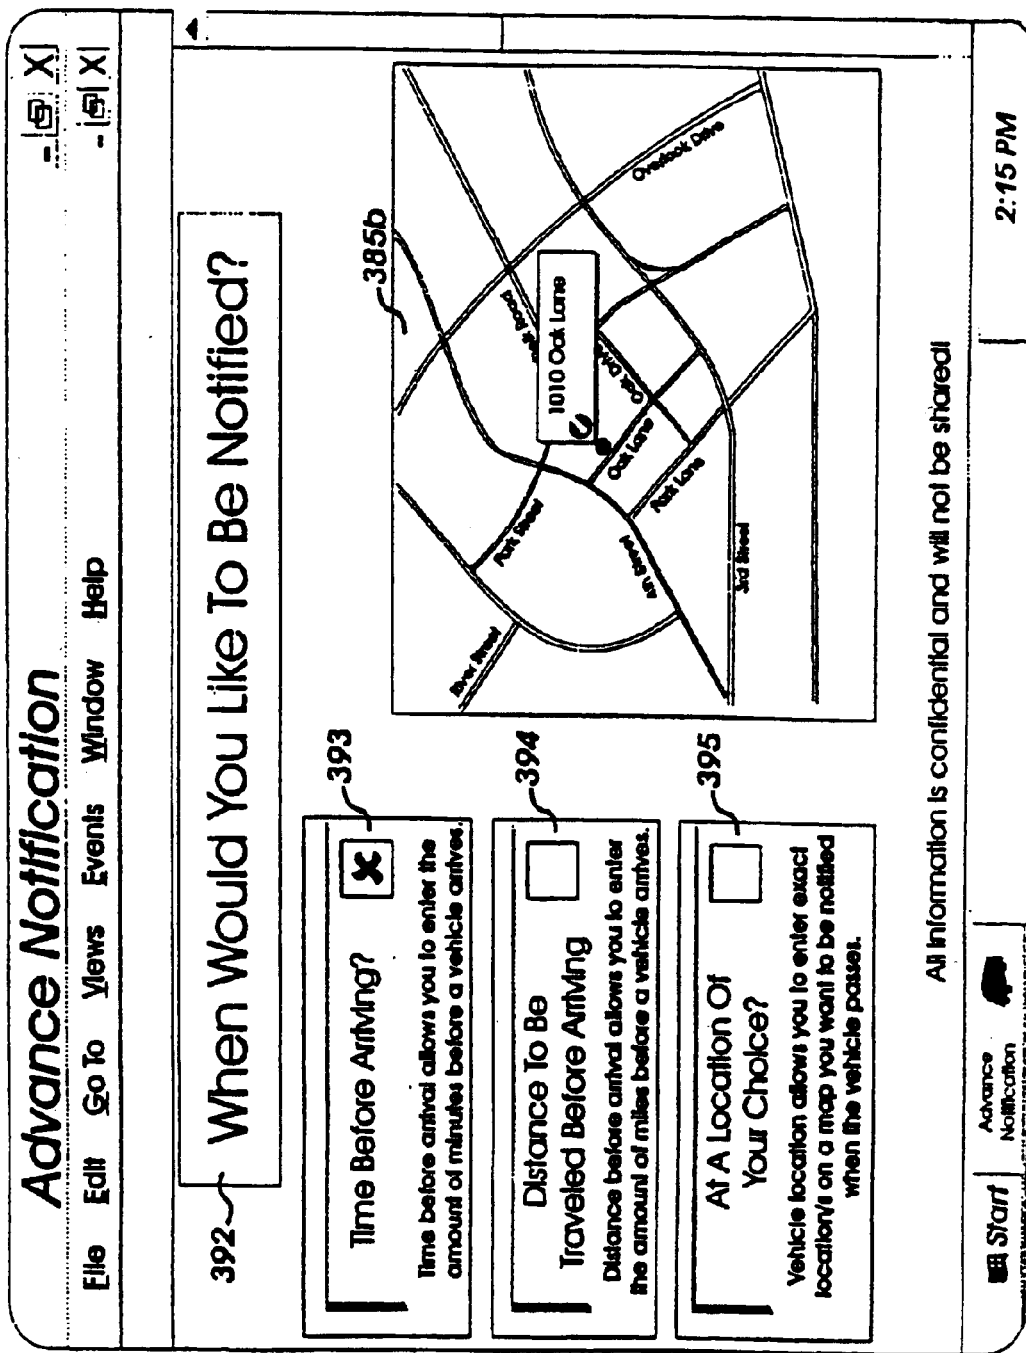 Advance Notification
File Edit Go To Views Events Window Help
392
When Would You Like To Be Notified?
Time Before Arriving?
393
Time before arrival allows you to enter the
amount of minutes before a vehicle arrives.
Distance To Be
Traveled Before Arriving
394
Distance before arrival allows you to enter
the amount of miles before a vehicle arrives.
At A Location Of
Your Choice?
395
Vehicle location allows you to enter exact
location/s on a map you want to be notified
when the vehicle passes.
385b
River Street
Park Street
Road
1010 Oak Lane
Oak Drive
Oak Lane
Park Lane
Street
3rd Street
Overlook Drive
All information is confidential and will not be shared!
Start
Advance
Notification
2:15 PM